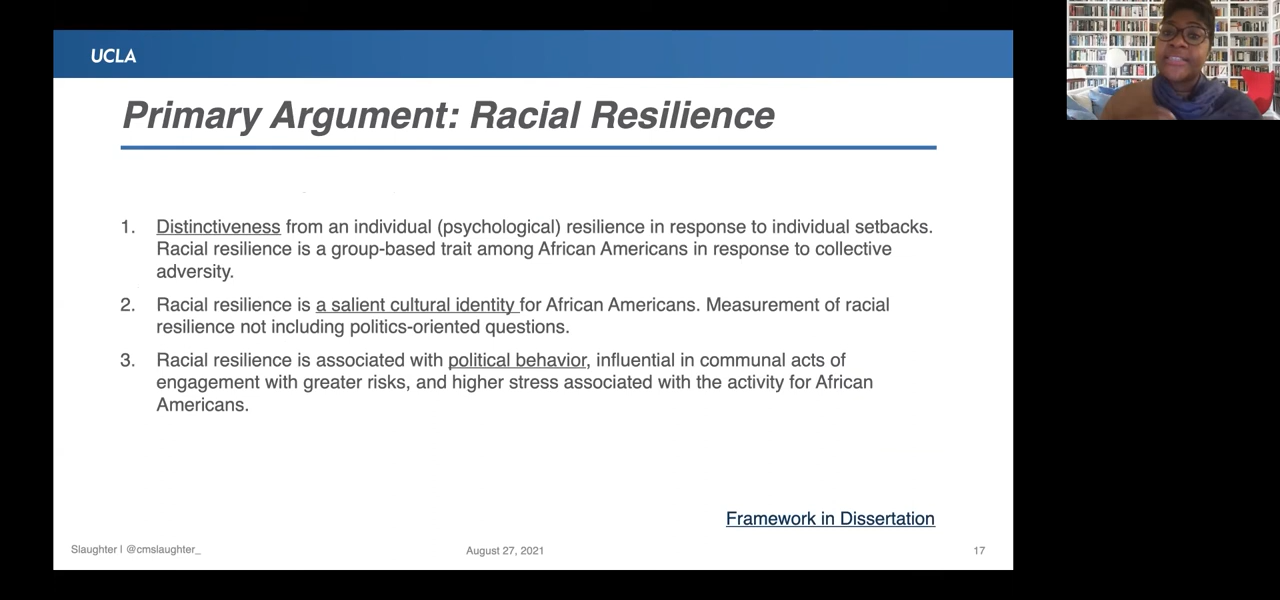 UCLA
Primary Argument: Racial Resilience
1. Distinctiveness from an individual (psychological) resilience in response to individual setbacks.
Racial resilience is a group-based trait among African Americans in response to collective
adversity.
2. Racial resilience is a salient cultural identity for African Americans. Measurement of racial
resilience not including politics-oriented questions.
3. Racial resilience is associated with political behavior, influential in communal acts of
engagement with greater risks, and higher stress associated with the activity for African
Americans.
Framework in Dissertation
Slaughter I @cmslaughter_
August 27, 2021
17